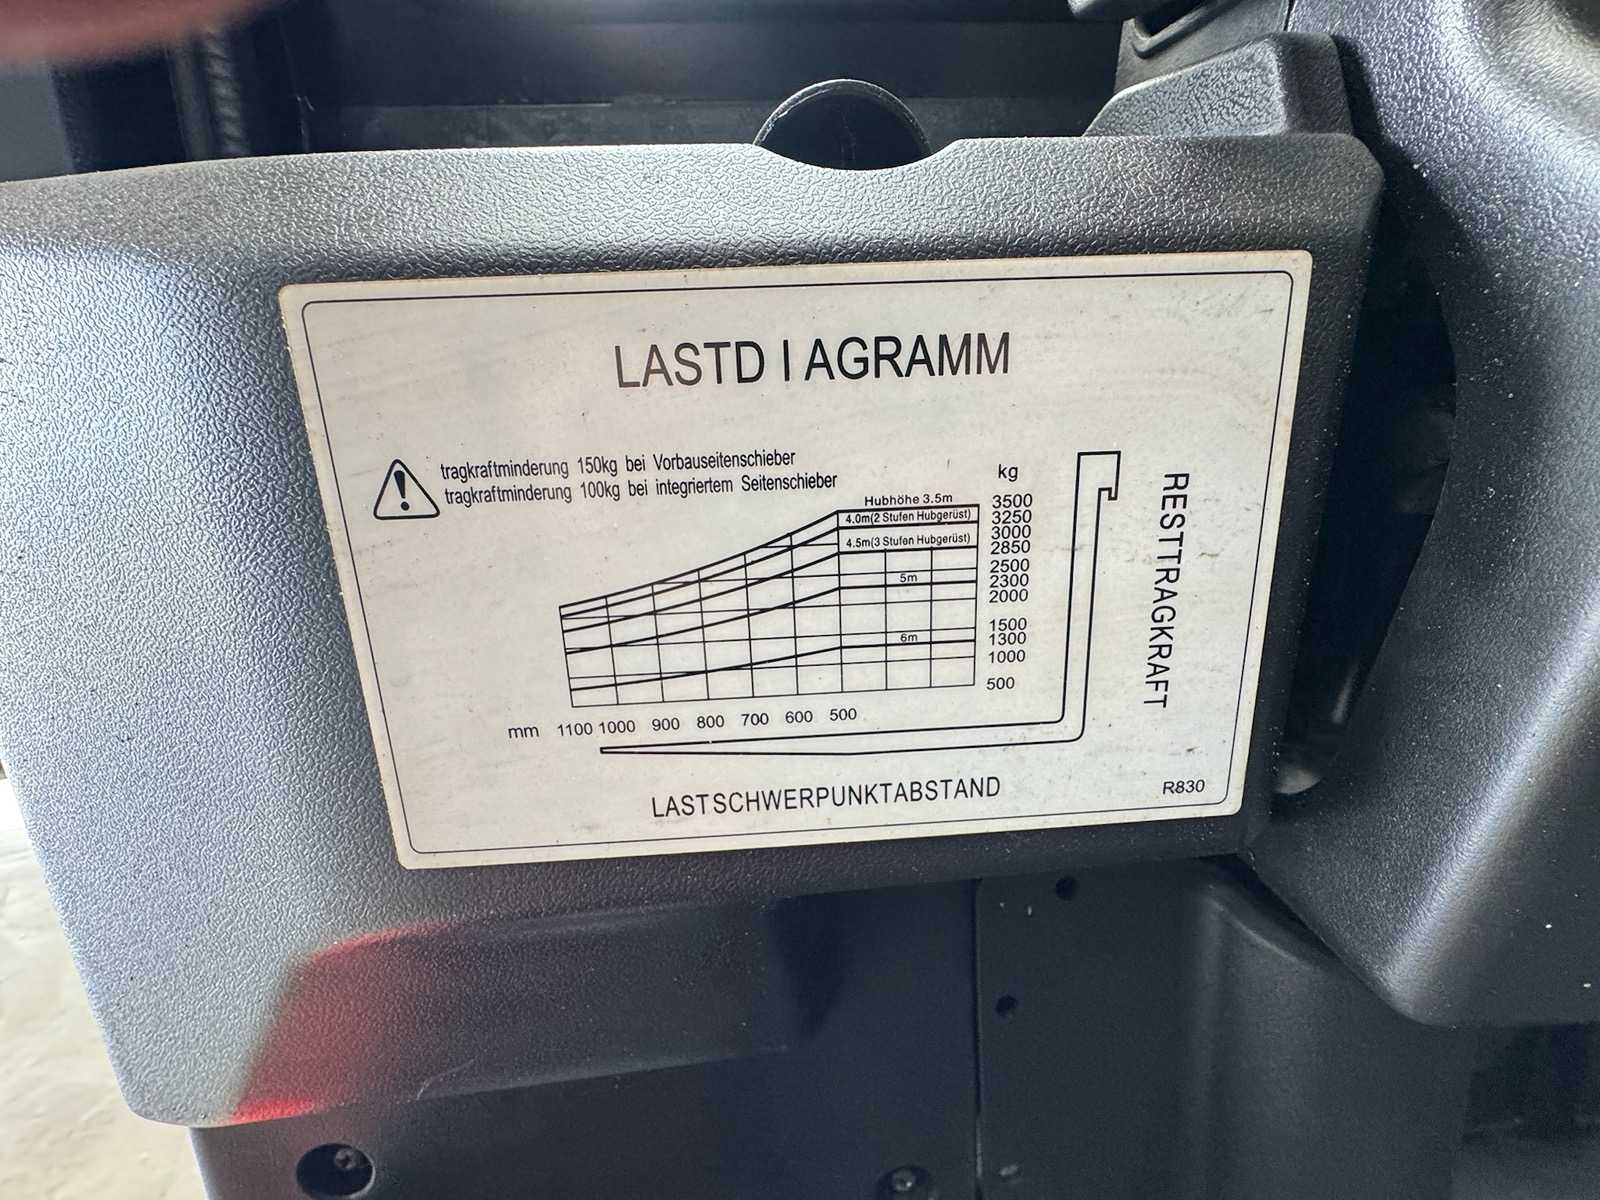 LASTD I AGRAMM
tragkraftminderung 150kg bei Vorbauseitenschieber
tragkraftminderung 100kg bei integriertem Seitenschieber
kg
Hubhöhe 3.5m
4.0m(2 Stufen Hubgerüst)
4.5m(3 Stufen Hubgerüst)
5m
6m
3500
3250
3000
2850
2500
2300
2000
1500
1300
1000
500
mm 1100 1000 900 800 700 600 500
RESTTRAGKRAFT
LASTSCHWERPUNKTABSTAND
R830